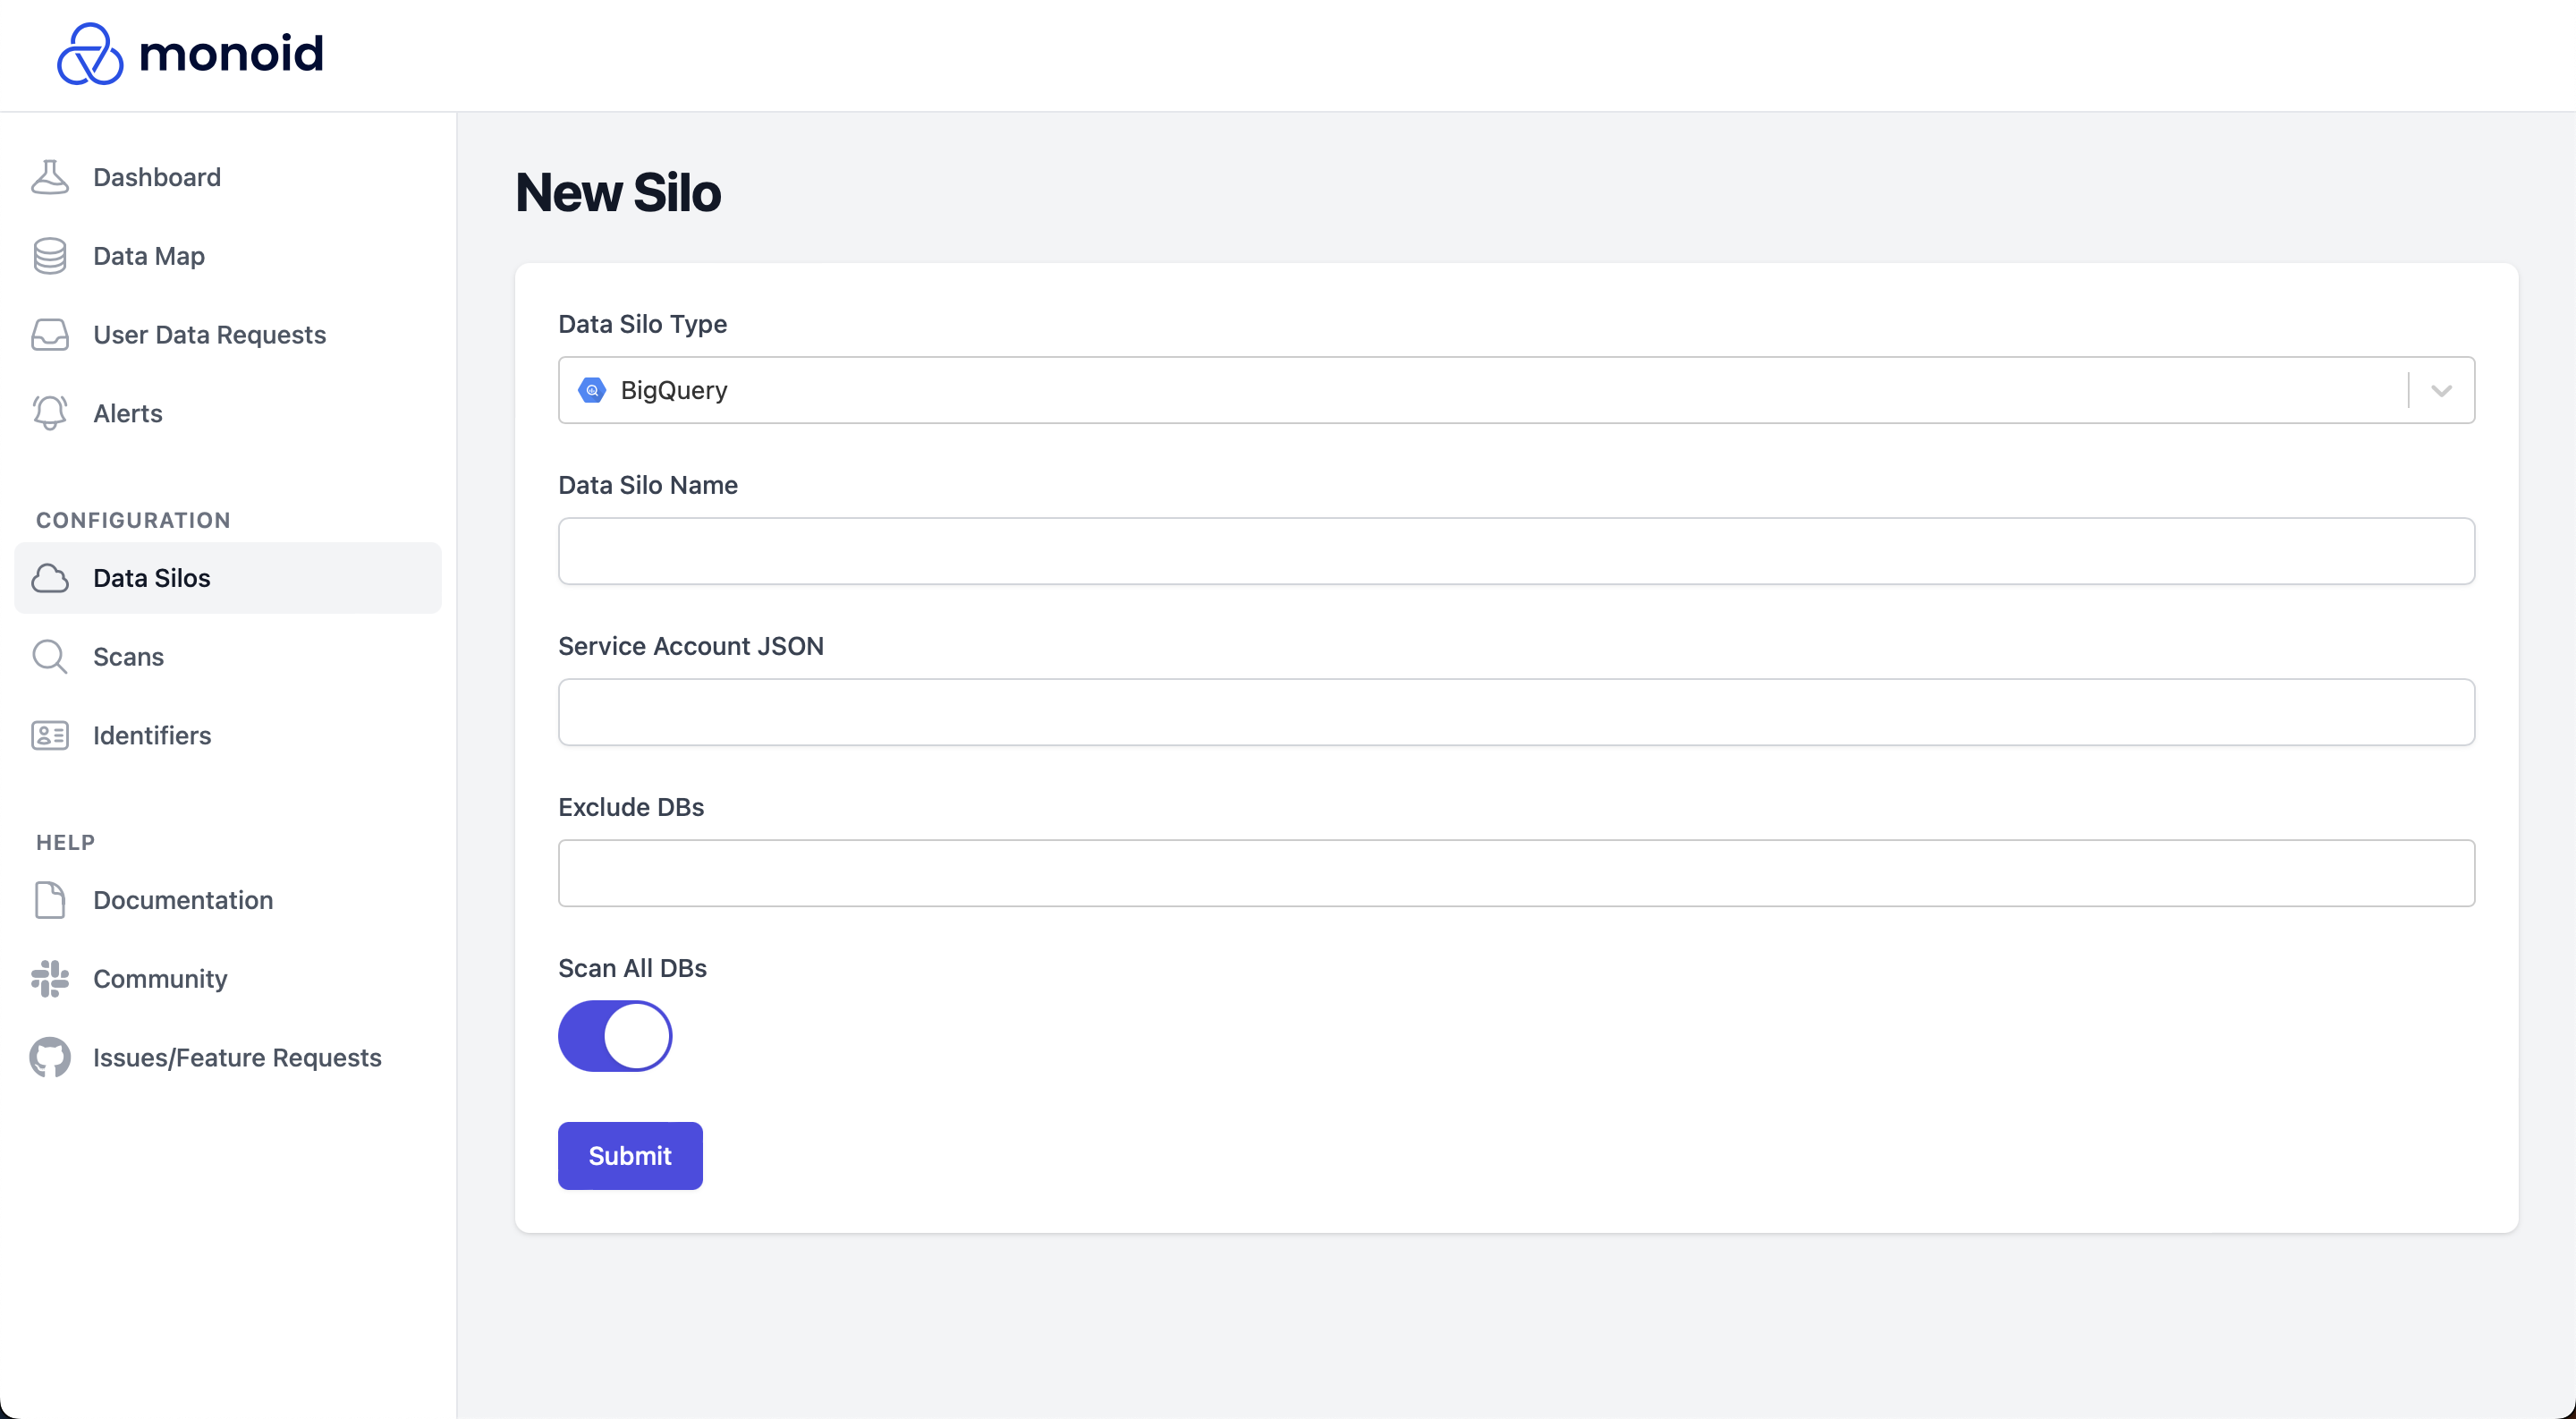 monoid
Dashboard
Data Map
User Data Requests
Alerts
CONFIGURATION
Data Silos
Scans
Identifiers
HELP
Documentation
Community
Issues/Feature Requests
New Silo
Data Silo Type
BigQuery
Data Silo Name
Service Account JSON
Exclude DBs
Scan All DBs
Submit